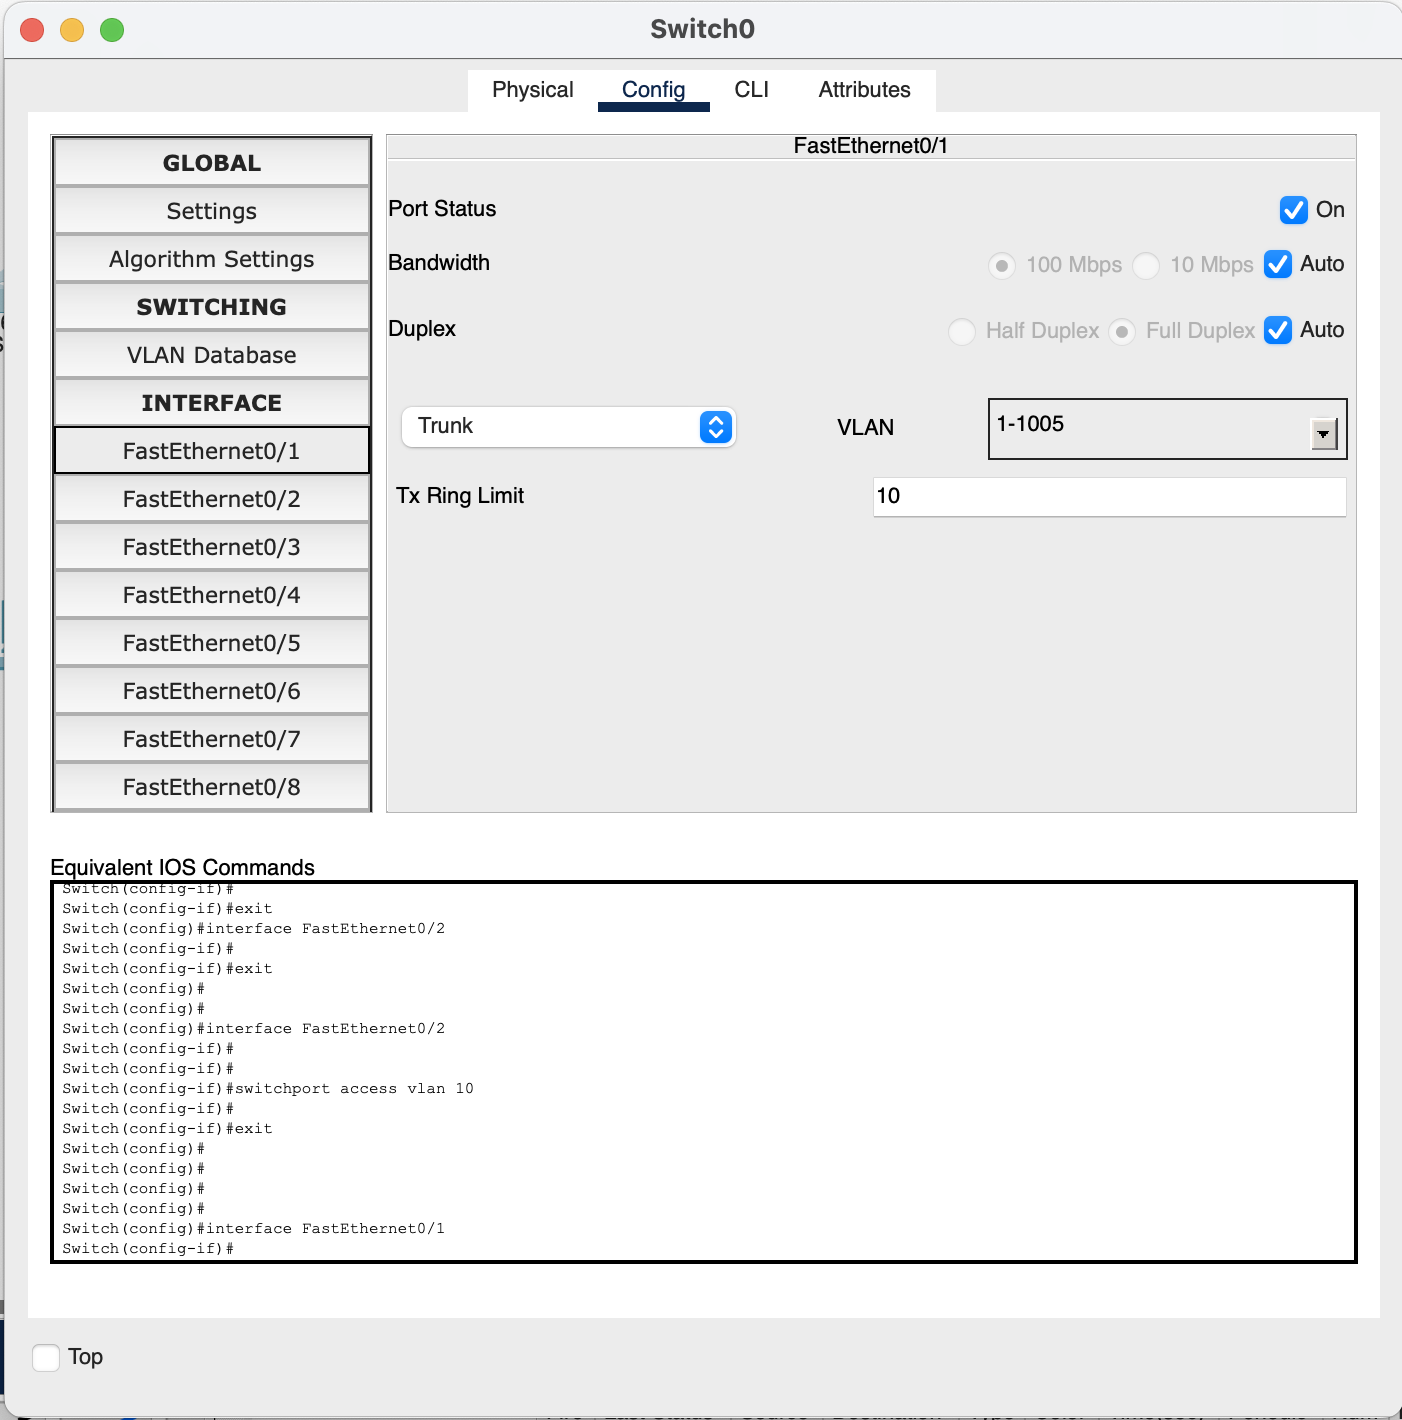 Switch0
Physical Config CLI Attributes
GLOBAL
Settings
Algorithm Settings
SWITCHING
VLAN Database
INTERFACE
FastEthernet0/1
FastEthernet0/2
FastEthernet0/3
FastEthernet0/4
FastEthernet0/5
FastEthernet0/6
FastEthernet0/7
FastEthernet0/8
FastEthernet0/1
Port Status On
Bandwidth 100 Mbps 10 Mbps Auto
Duplex Half Duplex Full Duplex Auto
Trunk VLAN 1-1005
Tx Ring Limit 10
Equivalent IOS Commands
Switch(config-if)#
Switch(config-if)#exit
Switch(config)#interface FastEthernet0/2
Switch(config-if)#
Switch(config-if)#exit
Switch(config)#
Switch(config)#
Switch(config)#interface FastEthernet0/2
Switch(config-if)#
Switch(config-if)#
Switch(config-if)#switchport access vlan 10
Switch(config-if)#
Switch(config-if)#exit
Switch(config)#
Switch(config)#
Switch(config)#
Switch(config)#
Switch(config)#interface FastEthernet0/1
Switch(config-if)#
Top